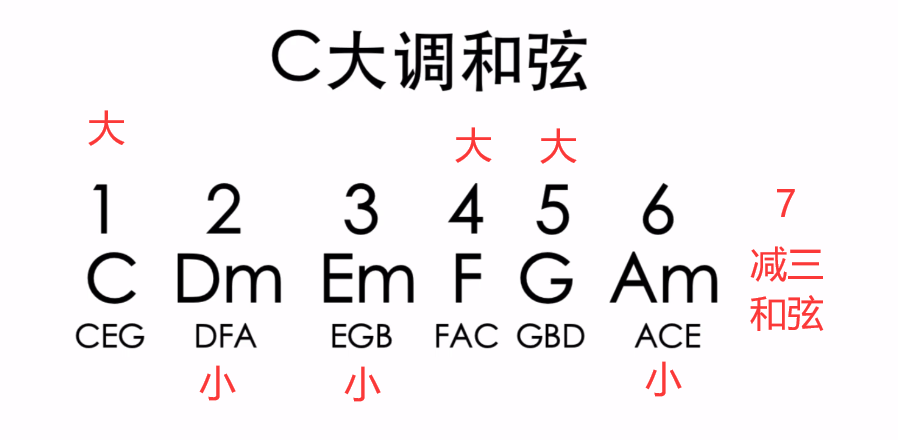 C大调和弦
大 大 大
1 2 3 4 5 6 7
C Dm Em F G Am 减三
和弦
CEG DFA EGB FAC GBD ACE
小 小 小